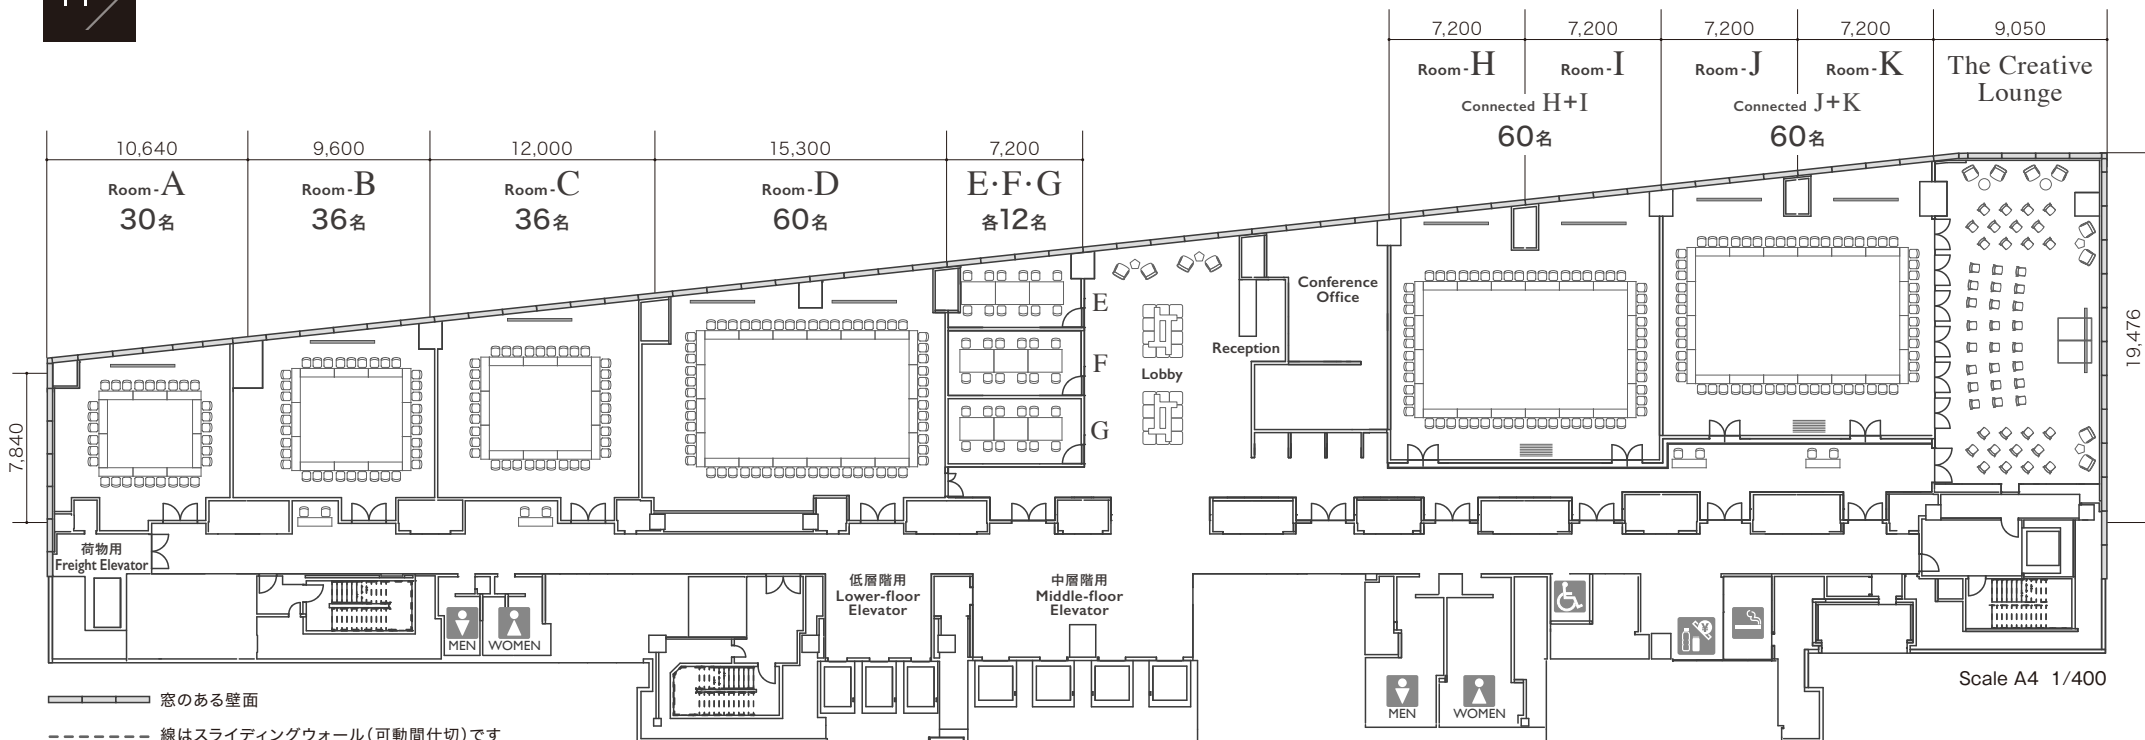 7,200 7,200 7,200 7,200 9,050
Room-H Room-I Room-J Room-K The Creative
Lounge
Connected H+I Connected J+K
60名 60名
10,640 9,600 12,000 15,300 7,200
Room-A Room-B Room-C Room-D E·F·G
30名 36名 36名 60名 各12名
E
F
G
Conference
Office
Reception
Lobby
7,840
19,476
荷物用
Freight Elevator
低層階用
Lower-floor
Elevator
中層階用
Middle-floor
Elevator
MEN WOMEN
MEN WOMEN
Scale A4 1/400
窓のある壁面
線はスライディングウォール(可動間仕切)です